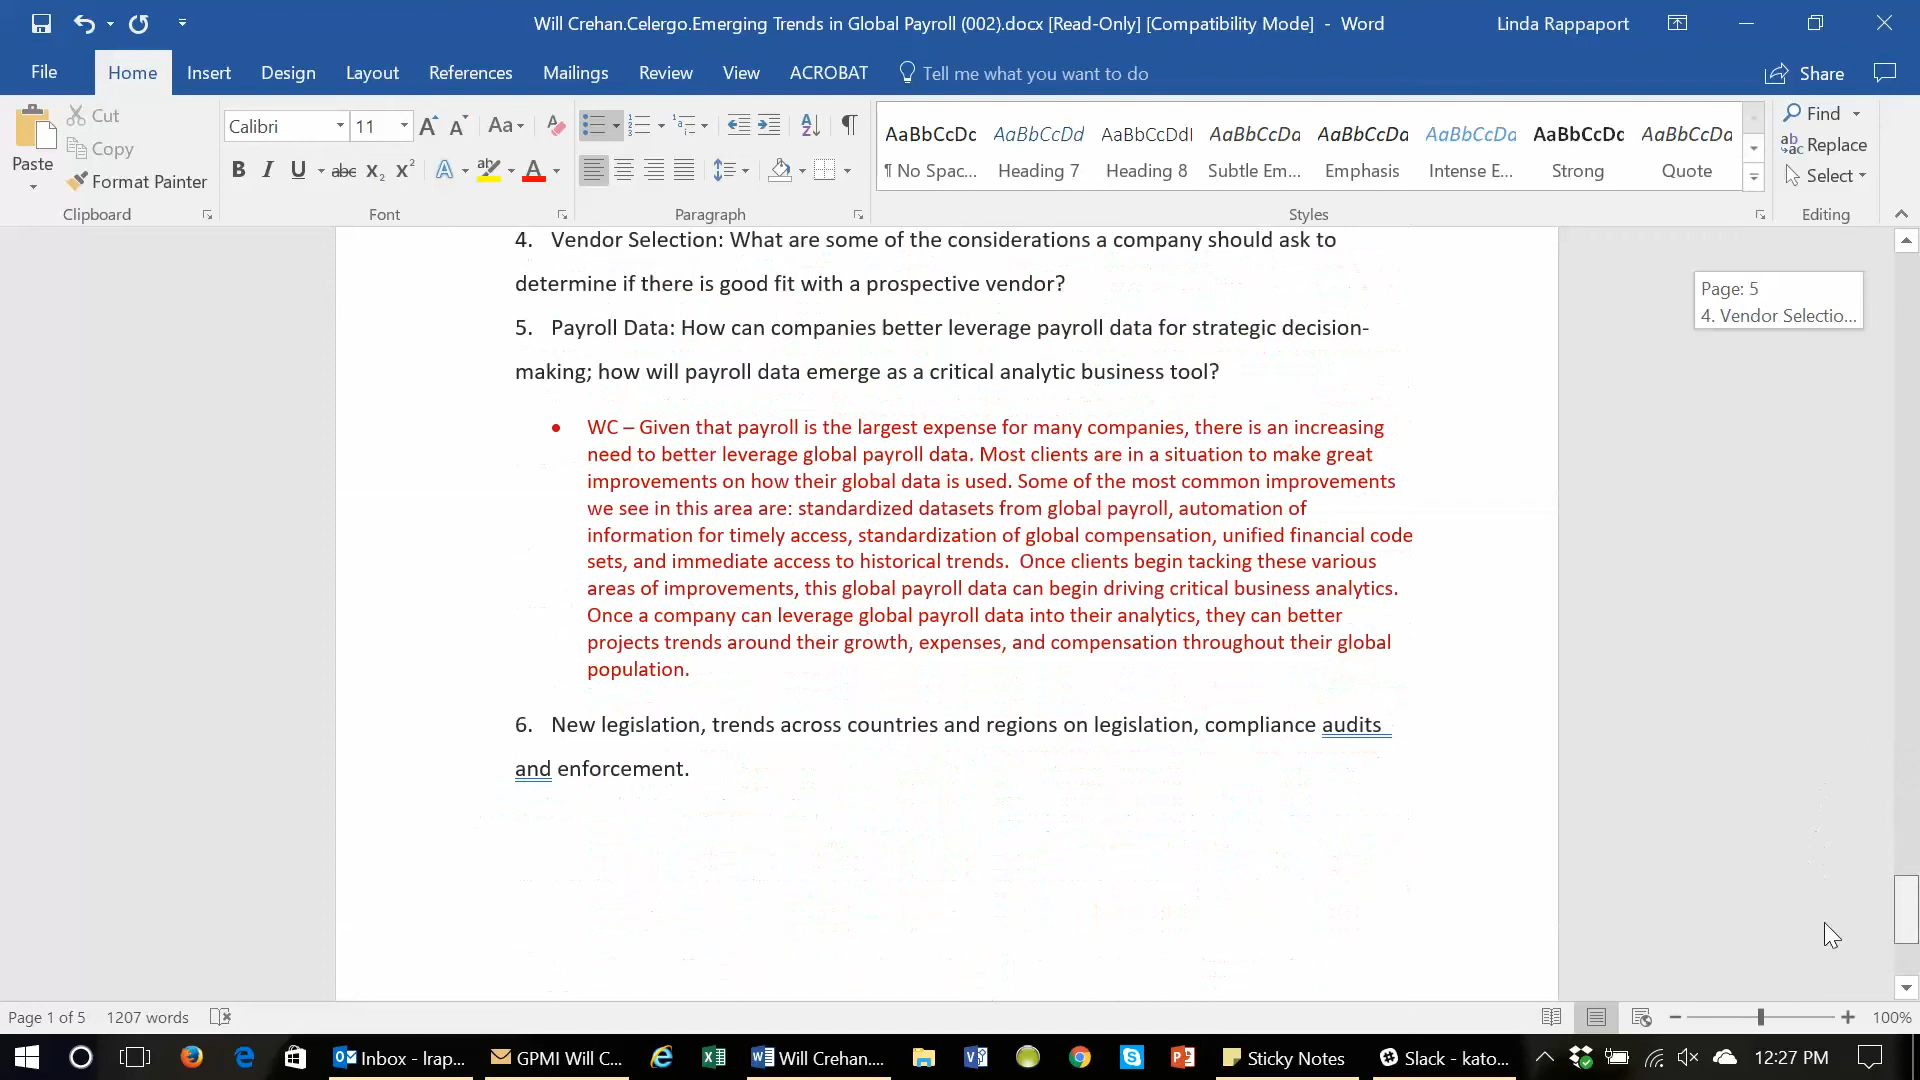 Will Crehan.Celergo.Emerging Trends in Global Payroll (002).docx [Read-Only] [Compatibility Mode] - Word
Linda Rappaport
File
Home
Insert
Design
Layout
References
Mailings
Review
View
ACROBAT
Tell me what you want to do
Share
Paste
Cut
Copy
Format Painter
Clipboard
Calibri
11
Font
Paragraph
AaBbCcDc
AaBbCcDd
AaBbCcDdI
AaBbCcDa
AaBbCcDa
AaBbCcDa
AaBbCcDc
AaBbCcDa
¶ No Spac...
Heading 7
Heading 8
Subtle Em...
Emphasis
Intense E...
Strong
Quote
Styles
Find
Replace
Select
Editing
4. Vendor Selection: What are some of the considerations a company should ask to
determine if there is good fit with a prospective vendor?
5. Payroll Data: How can companies better leverage payroll data for strategic decision-
making; how will payroll data emerge as a critical analytic business tool?
• WC – Given that payroll is the largest expense for many companies, there is an increasing
need to better leverage global payroll data. Most clients are in a situation to make great
improvements on how their global data is used. Some of the most common improvements
we see in this area are: standardized datasets from global payroll, automation of
information for timely access, standardization of global compensation, unified financial code
sets, and immediate access to historical trends. Once clients begin tacking these various
areas of improvements, this global payroll data can begin driving critical business analytics.
Once a company can leverage global payroll data into their analytics, they can better
projects trends around their growth, expenses, and compensation throughout their global
population.
6. New legislation, trends across countries and regions on legislation, compliance audits
and enforcement.
Page: 5
4. Vendor Selectio...
Page 1 of 5
1207 words
100%
Inbox - lrap...
GPMI Will C...
Will Crehan....
Sticky Notes
Slack - kato...
12:27 PM